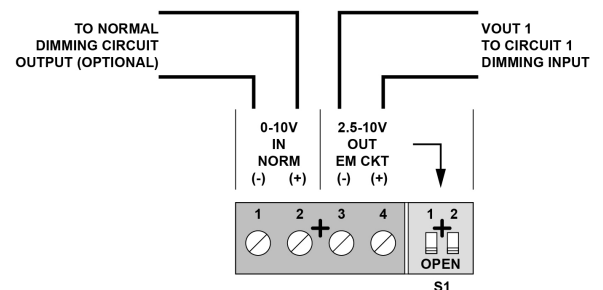 TO NORMAL
DIMMING CIRCUIT
OUTPUT (OPTIONAL)
VOUT 1
TO CIRCUIT 1
DIMMING INPUT
0-10V
IN
NORM
(-) (+)
2.5-10V
OUT
EM CKT
(-) (+)
1 2 3 4
1 2
OPEN
S1